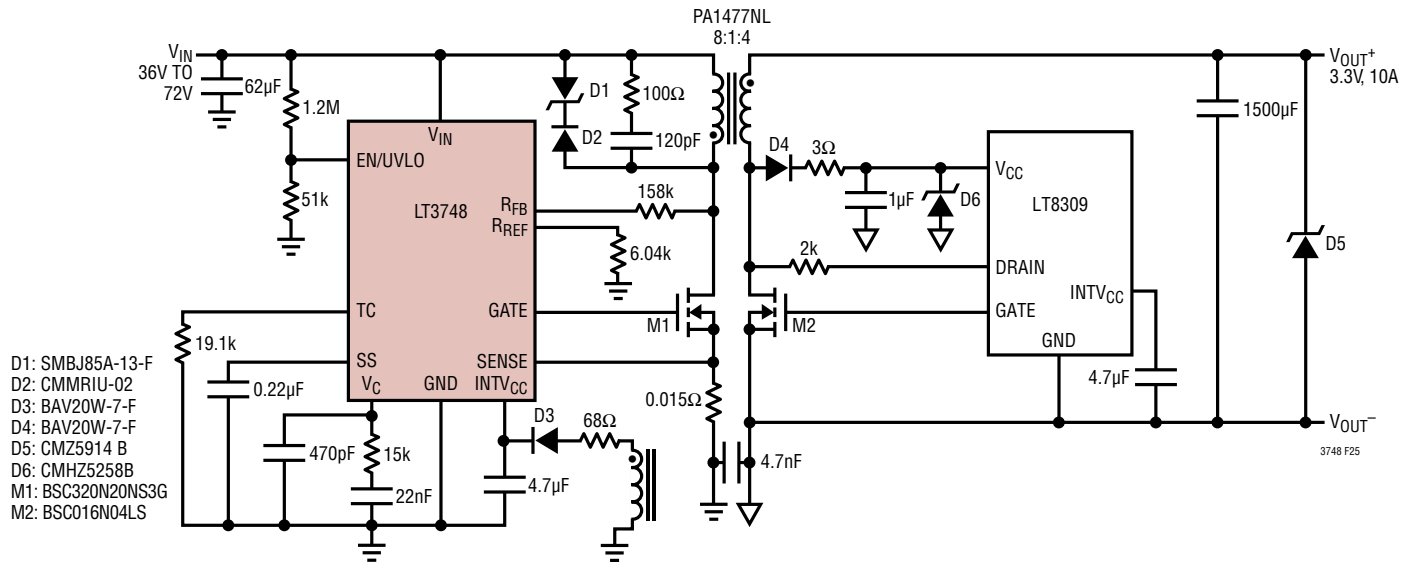 PA1477NL
8:1:4
VIN
36V TO
72V
62µF
1.2M
51k
D1
D2
100Ω
120pF
VOUT+
3.3V, 10A
1500µF
D5
VIN
EN/UVLO
LT3748
RFB
RREF
TC
GATE
SS
SENSE
VC
GND
INTVCC
158k
6.04k
D4
3Ω
1µF
D6
VCC
LT8309
DRAIN
INTVCC
GATE
GND
2k
M1
M2
4.7µF
19.1k
0.22µF
0.015Ω
470pF
15k
22nF
D3
68Ω
4.7µF
4.7nF
VOUT–
3748 F25
D1: SMBJ85A-13-F
D2: CMMRIU-02
D3: BAV20W-7-F
D4: BAV20W-7-F
D5: CMZ5914 B
D6: CMHZ5258B
M1: BSC320N20NS3G
M2: BSC016N04LS